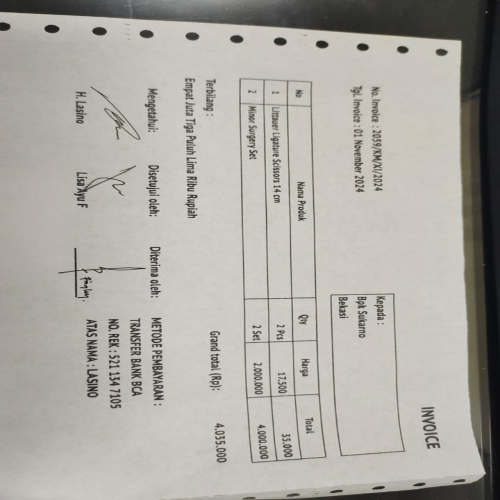 INVOICE
No. Invoice : 2059/KM/XI/2024
Tgl. Invoice : 01 November 2024
Kepada :
Bpk Sukarno
Bekasi
No Nama Produk Qty Harga Total
1 Littauer Ligature Scissors 14 cm 2 Pcs 17.500 35.000
2 Minor Surgery Set 2 Set 2.000.000 4.000.000
Grand total (Rp): 4.035.000
Terbilang :
Empat Juta Tiga Puluh Lima Ribu Rupiah
Mengetahui: Disetujui oleh: Diterima oleh:
H. Lasino Lisa Ayu F
METODE PEMBAYARAN :
TRANSFER BANK BCA
NO. REK : 521 134 7105
ATAS NAMA : LASINO